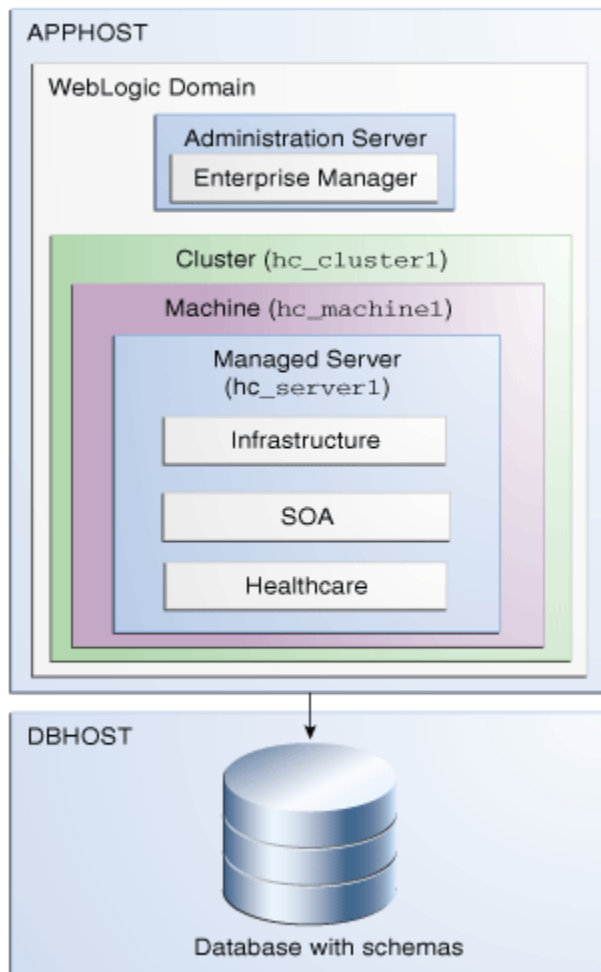 APPHOST
WebLogic Domain
Administration Server
Enterprise Manager
Cluster (hc_cluster1)
Machine (hc_machine1)
Managed Server
(hc_server1)
Infrastructure
SOA
Healthcare
DBHOST
Database with schemas